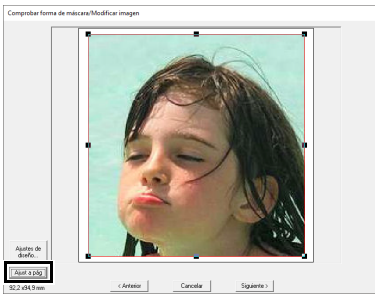 Comprobar forma de máscara/Modificar imagen
Ajustes de
diseño...
Ajust a pág
92,2 x94,9 mm
< Anterior
Cancelar
Siguiente >